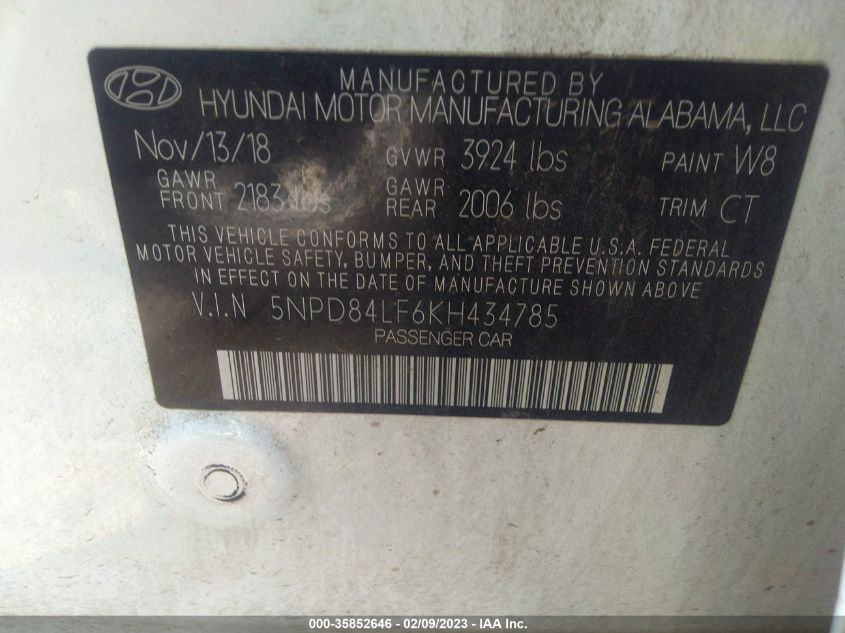 MANUFACTURED BY
HYUNDAI MOTOR MANUFACTURING ALABAMA, LLC
Nov/13/18 GVWR 3924 lbs PAINT W8
GAWR FRONT 2183 lbs GAWR REAR 2006 lbs TRIM CT
THIS VEHICLE CONFORMS TO ALL APPLICABLE U.S.A. FEDERAL
MOTOR VEHICLE SAFETY, BUMPER, AND THEFT PREVENTION STANDARDS
IN EFFECT ON THE DATE OF MANUFACTURE SHOWN ABOVE
V.I.N 5NPD84LF6KH434785
PASSENGER CAR
000-35852646 - 02/09/2023 - IAA Inc.